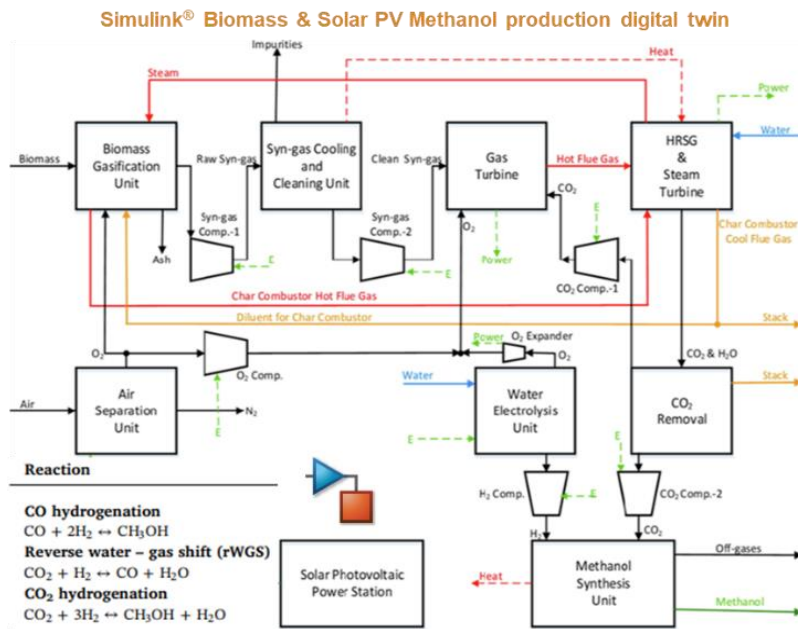 Simulink® Biomass & Solar PV Methanol production digital twin
Impurities
Heat
Steam
Power
Biomass
Biomass
Gasification
Unit
Raw Syn-gas
Syn-gas Cooling
and
Cleaning Unit
Clean Syn-gas
Gas
Turbine
Hot Flue Gas
HRSG
&
Steam
Turbine
Water
CO₂
Syn-gas
Comp.-1
Syn-gas
Comp.-2
O₂
E
Char Combustor
Cool Flue Gas
Ash
E
E
Power
CO₂ Comp.-1
Char Combustor Hot Flue Gas
Diluent for Char Combustor
Stack
Power
O₂ Expander
O₂
O₂
O₂ Comp.
CO₂ & H₂O
Water
Stack
Air
Air
Separation
Unit
N₂
E
Water
Electrolysis
Unit
E
CO₂
Removal
E
Reaction
H₂ Comp.
E
CO₂ Comp.-2
CO hydrogenation
CO + 2H₂ ↔ CH₃OH
H₂
CO₂
Reverse water – gas shift (rWGS)
CO₂ + H₂ ↔ CO + H₂O
CO₂ hydrogenation
CO₂ + 3H₂ ↔ CH₃OH + H₂O
Solar Photovoltaic
Power Station
Heat
Methanol
Synthesis
Unit
Off-gases
Methanol